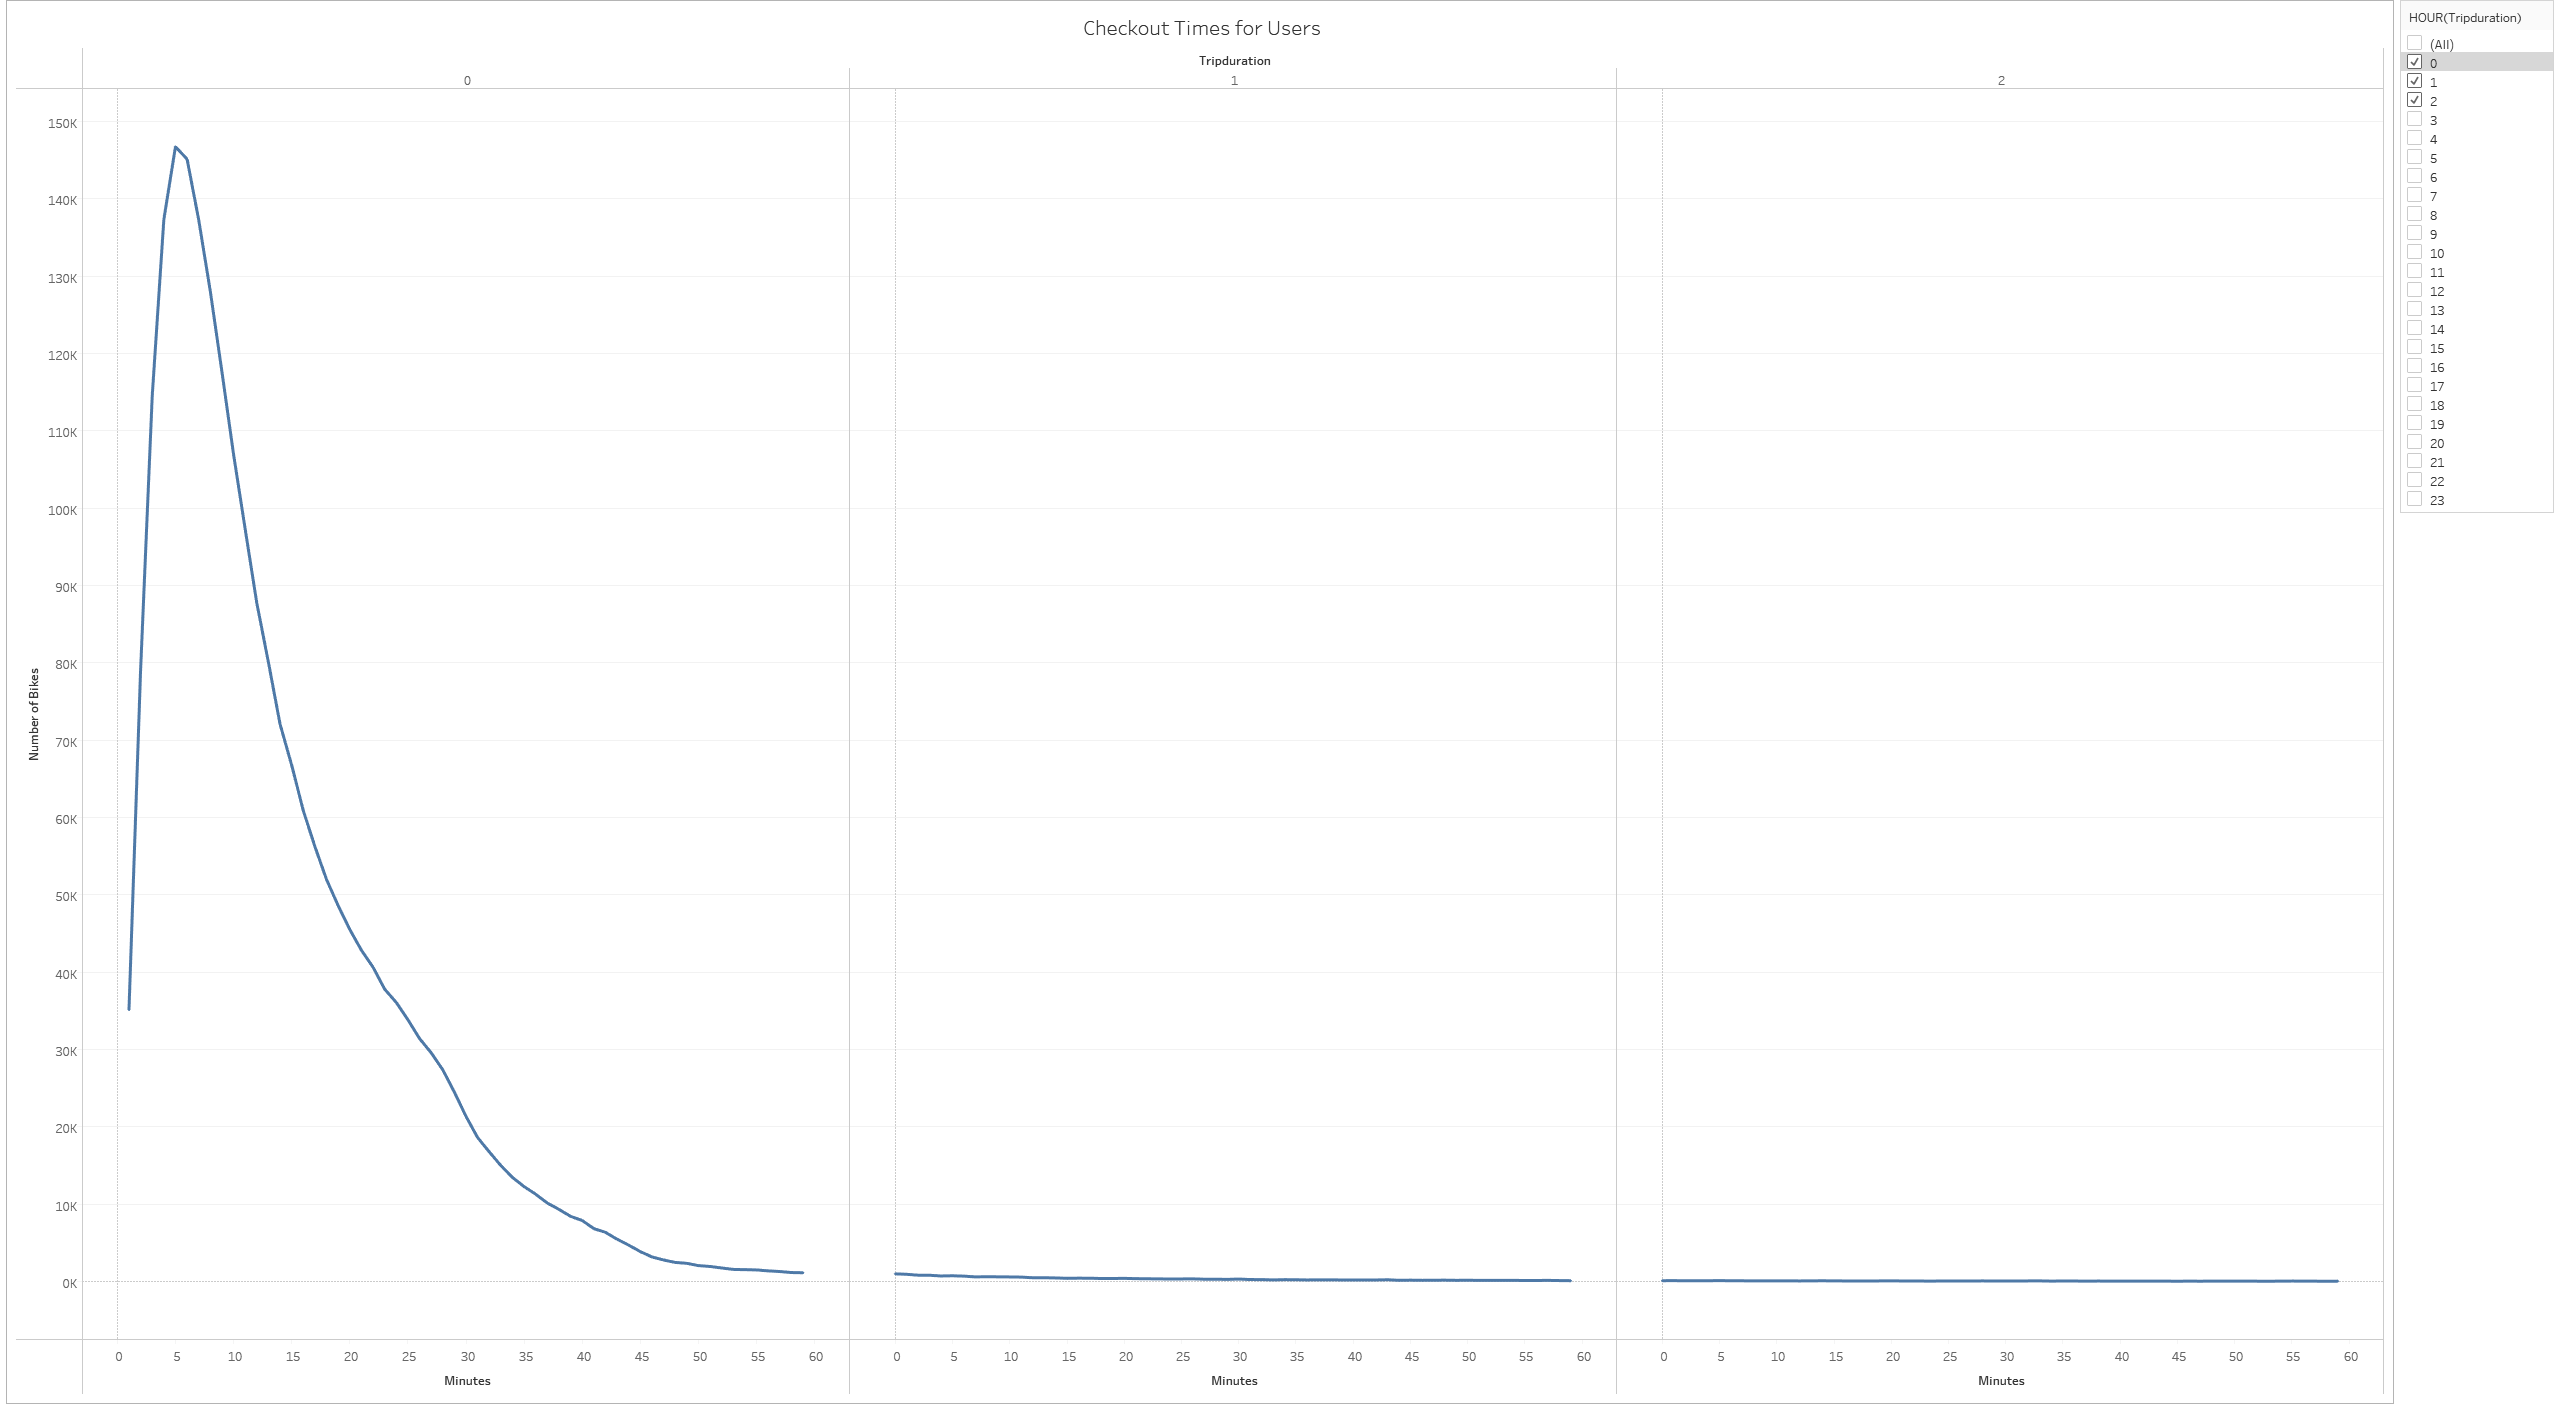 Checkout Times for Users
Tripduration
0 1 2
150K
140K
130K
120K
110K
100K
90K
80K
70K
60K
50K
40K
30K
20K
10K
0K
Number of Bikes
0 5 10 15 20 25 30 35 40 45 50 55 60 0 5 10 15 20 25 30 35 40 45 50 55 60 0 5 10 15 20 25 30 35 40 45 50 55 60
Minutes Minutes Minutes
HOUR(Tripduration)
(All)
0
1
2
3
4
5
6
7
8
9
10
11
12
13
14
15
16
17
18
19
20
21
22
23